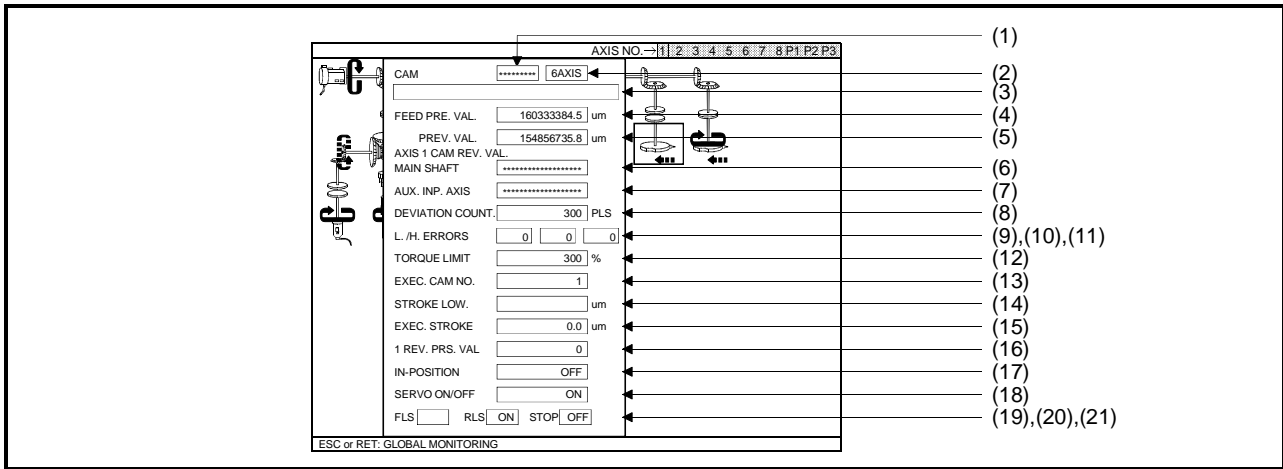 AXIS NO.→ 1 2 3 4 5 6 7 8 P1 P2 P3
(1)
CAM ********* 6AXIS (2)
(3)
FEED PRE. VAL. 160333384.5 um (4)
PREV. VAL. 154856735.8 um (5)
AXIS 1 CAM REV. VAL.
MAIN SHAFT ******************* (6)
AUX. INP. AXIS ****************** (7)
DEVIATION COUNT. 300 PLS (8)
L. /H. ERRORS 0 0 0 (9),(10),(11)
TORQUE LIMIT 300 % (12)
EXEC. CAM NO. 1 (13)
STROKE LOW. um (14)
EXEC. STROKE 0.0 um (15)
1 REV. PRS. VAL 0 (16)
IN-POSITION OFF (17)
SERVO ON/OFF ON (18)
FLS RLS ON STOP OFF (19),(20),(21)
ESC or RET: GLOBAL MONITORING